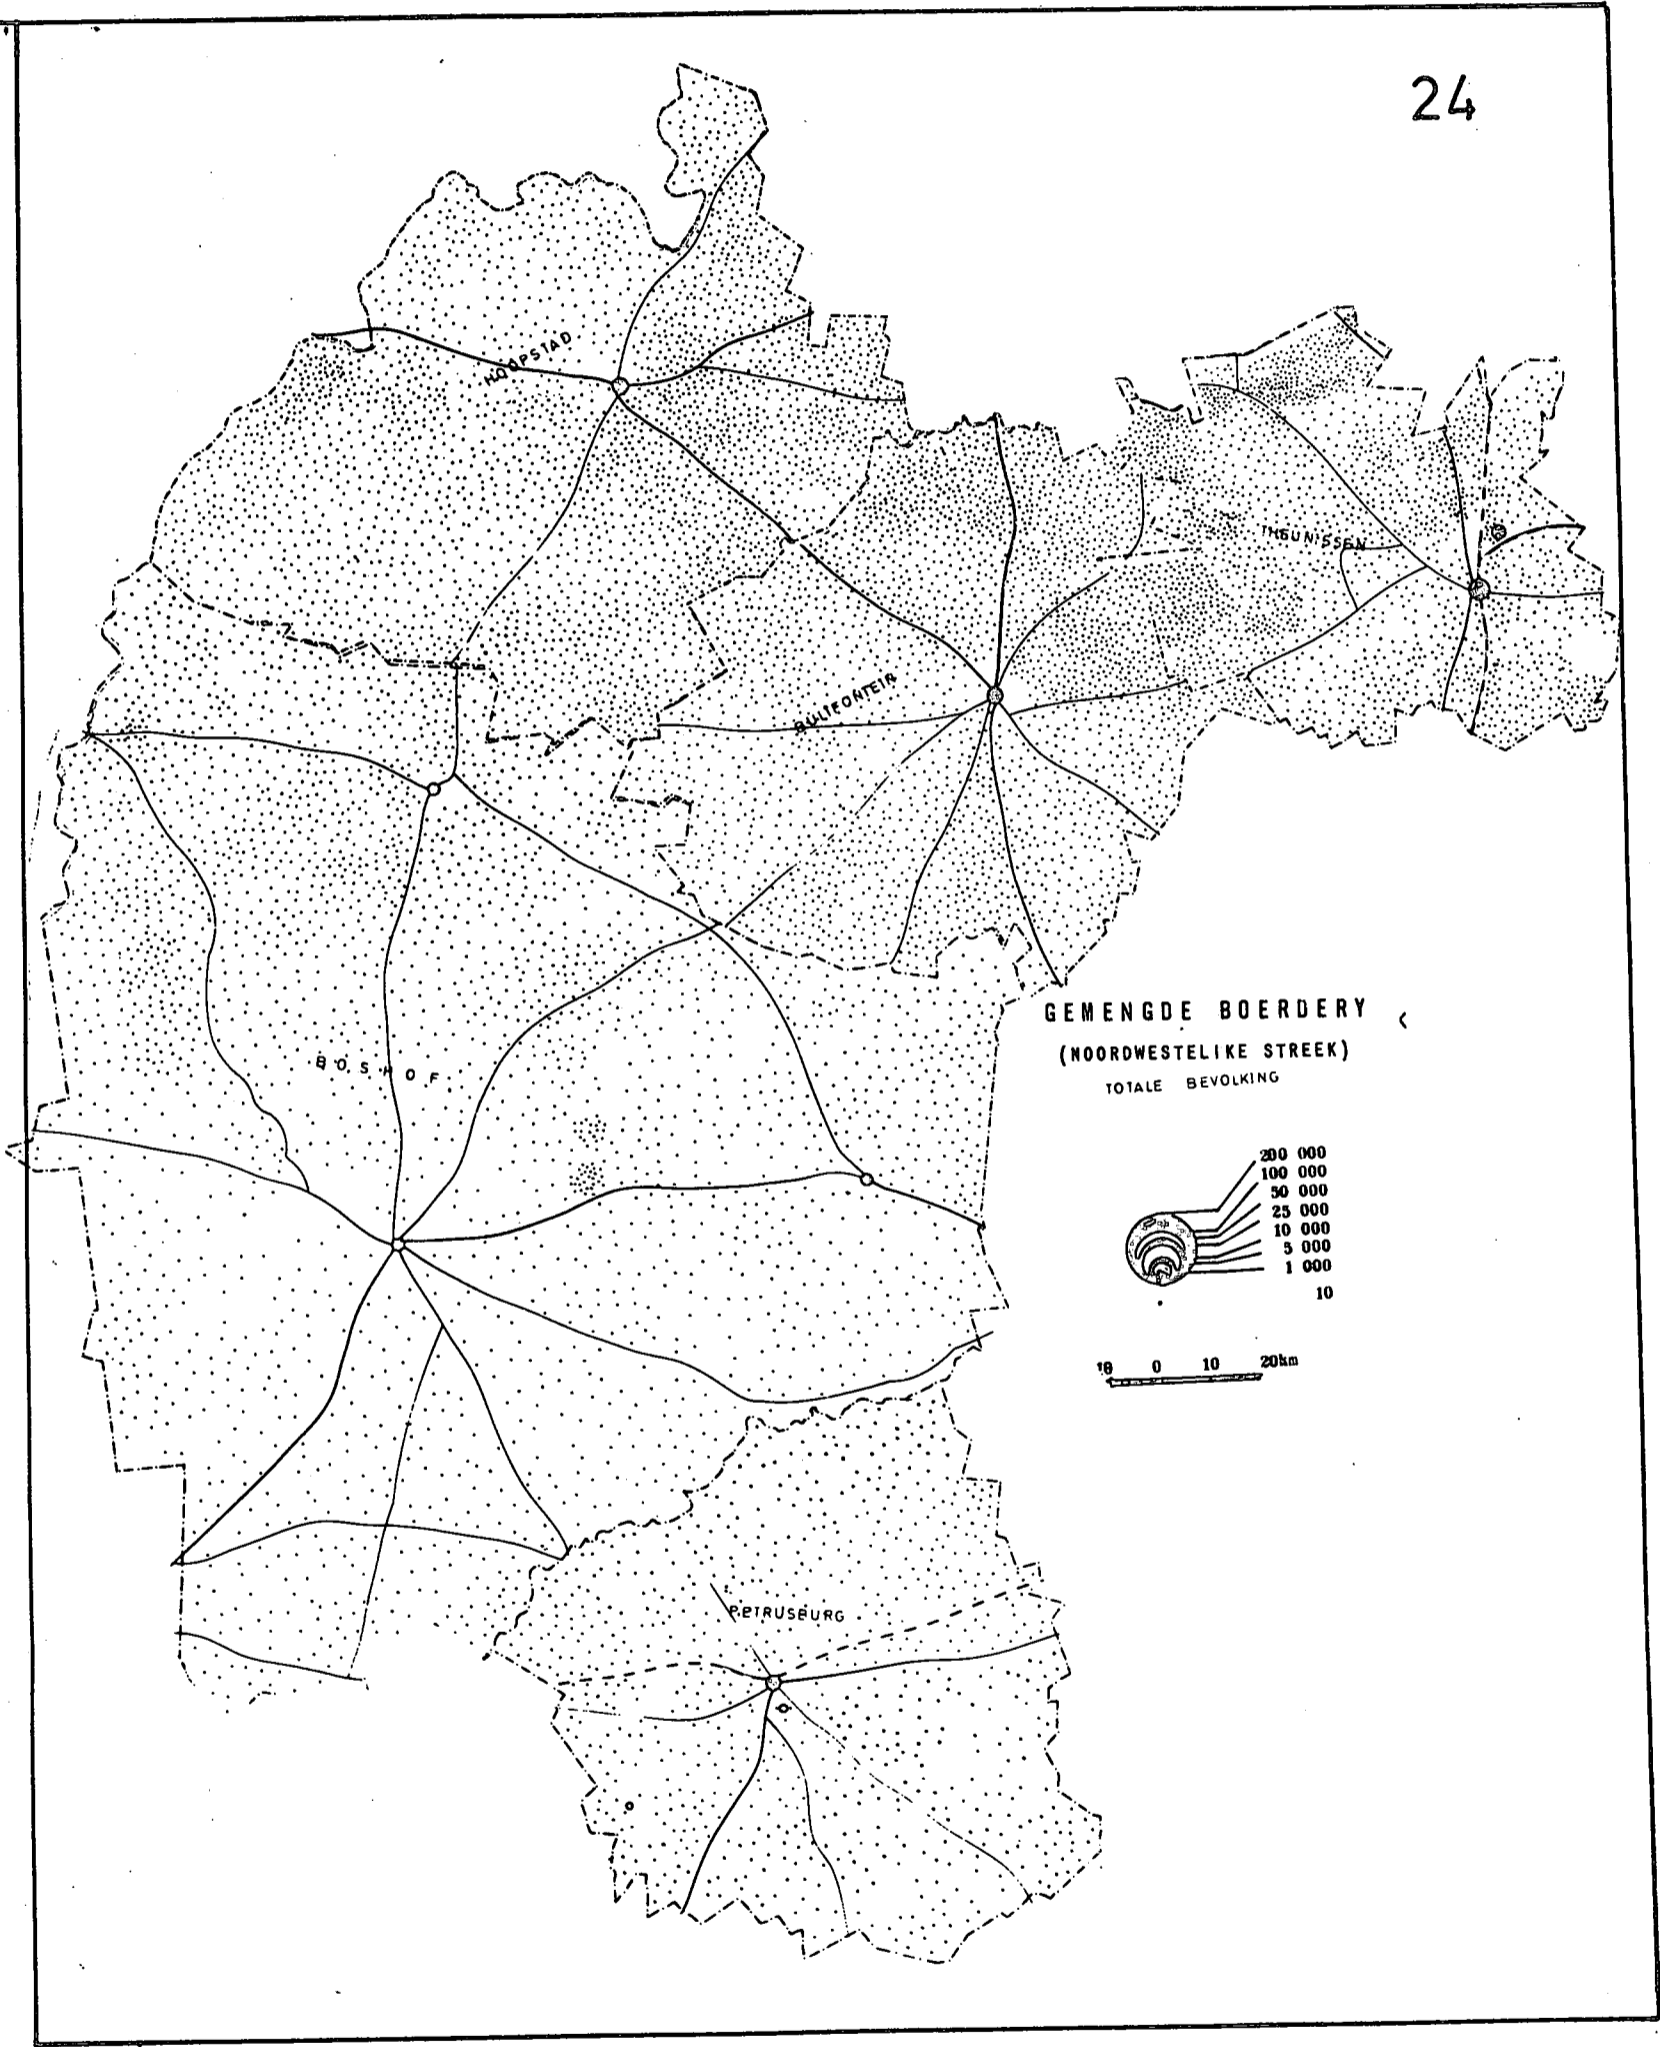 24
HOOPSTAD
THEUNISSEN
BULTFONTEIN
GEMENGDE BOERDERY
(NOORDWESTELIKE STREEK)
TOTALE BEVOLKING
BOSHOF
200 000
100 000
50 000
25 000
10 000
5 000
1 000
10
10 0 10 20km
PETRUSBURG